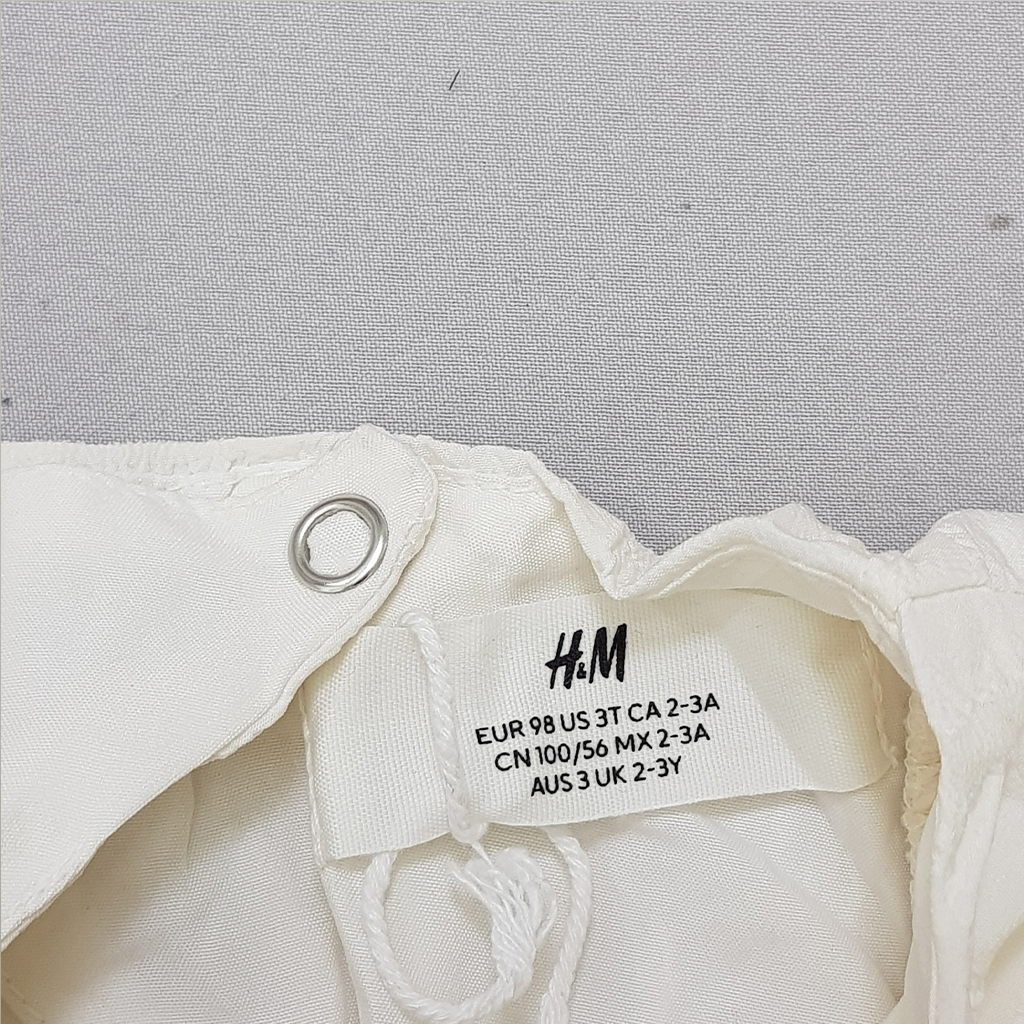 H&M
EUR 98 US 3T CA 2-3A
CN 100/56 MX 2-3A
AUS 3 UK 2-3Y